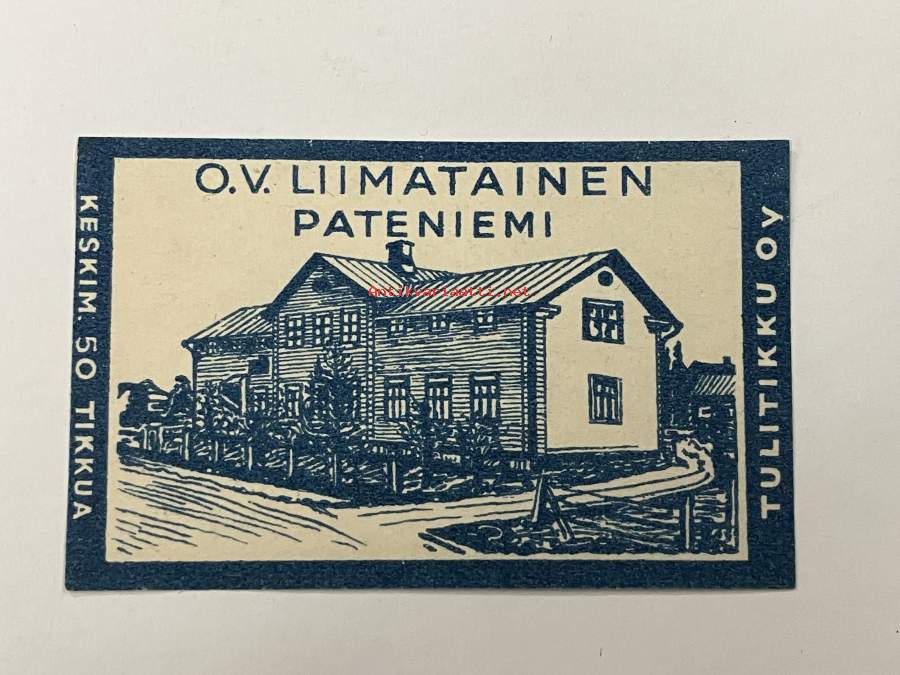 O.V. LIIMATAINEN
PATENIEMI
Antikvariaatti.net
KESKIM. 50 TIKKUA
TULITIKKU OY